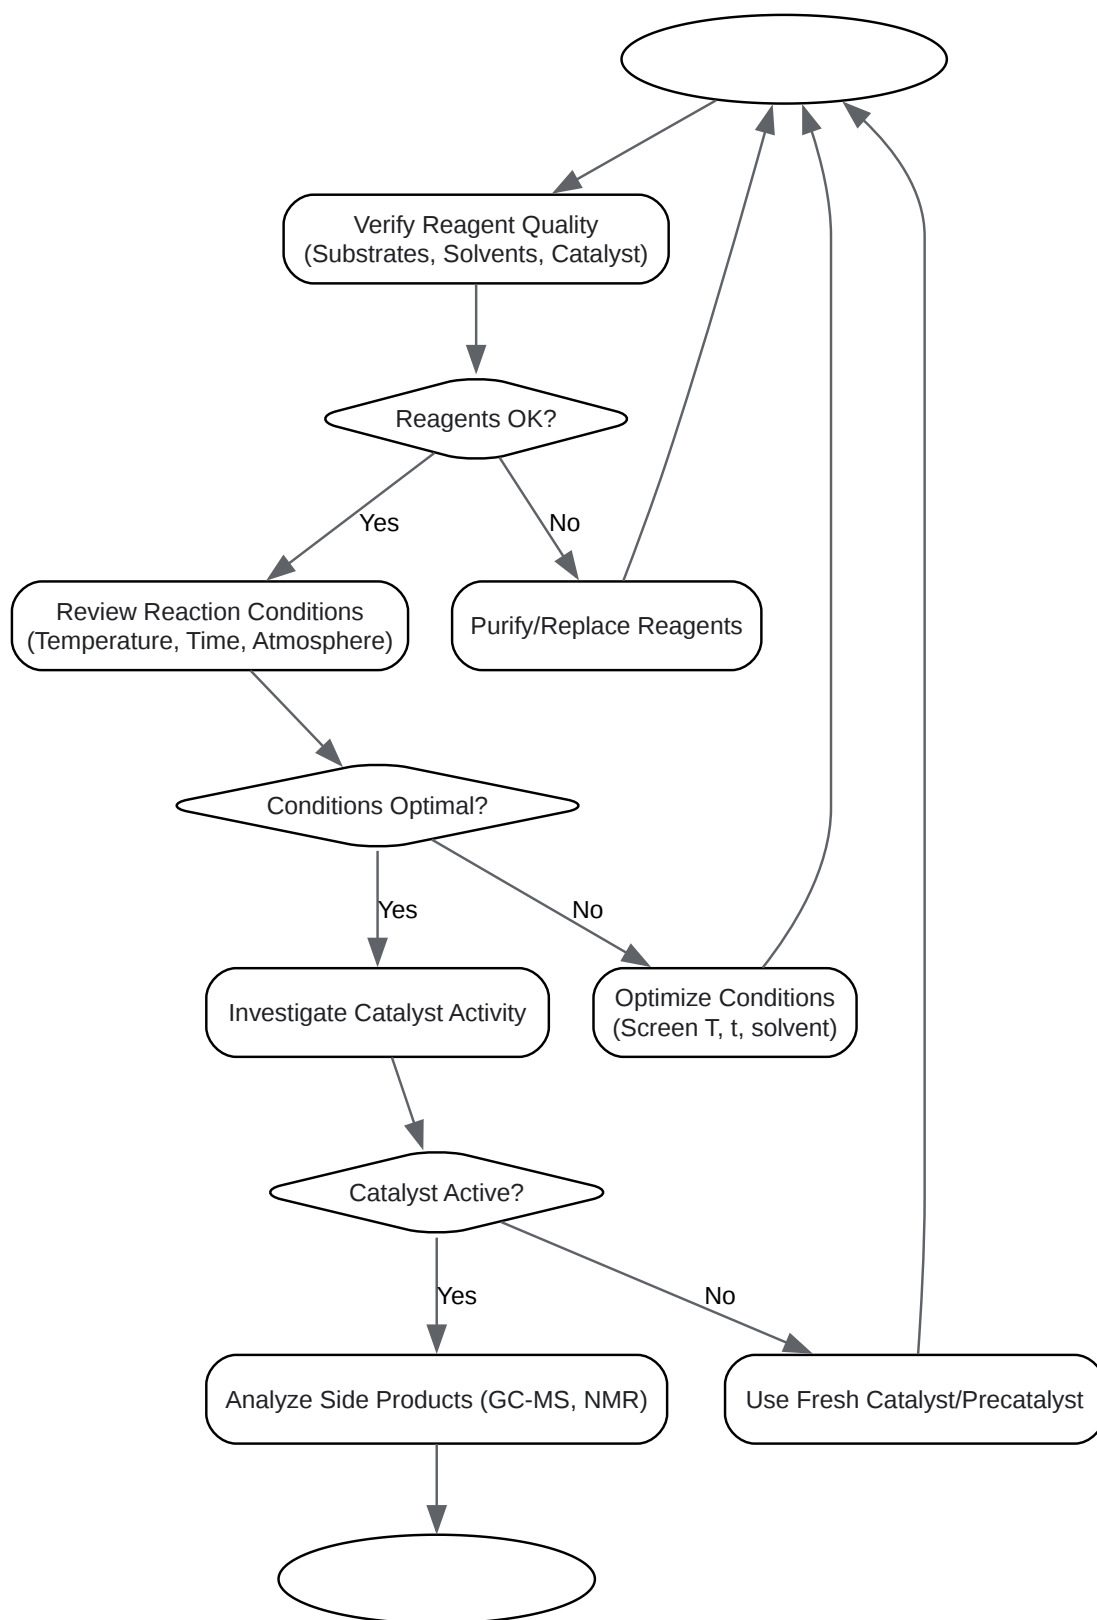 Verify Reagent Quality
(Substrates, Solvents, Catalyst)
Reagents OK?
Yes
No
Review Reaction Conditions
(Temperature, Time, Atmosphere)
Purify/Replace Reagents
Conditions Optimal?
Yes
No
Investigate Catalyst Activity
Optimize Conditions
(Screen T, t, solvent)
Catalyst Active?
Yes
No
Analyze Side Products (GC-MS, NMR)
Use Fresh Catalyst/Precatalyst